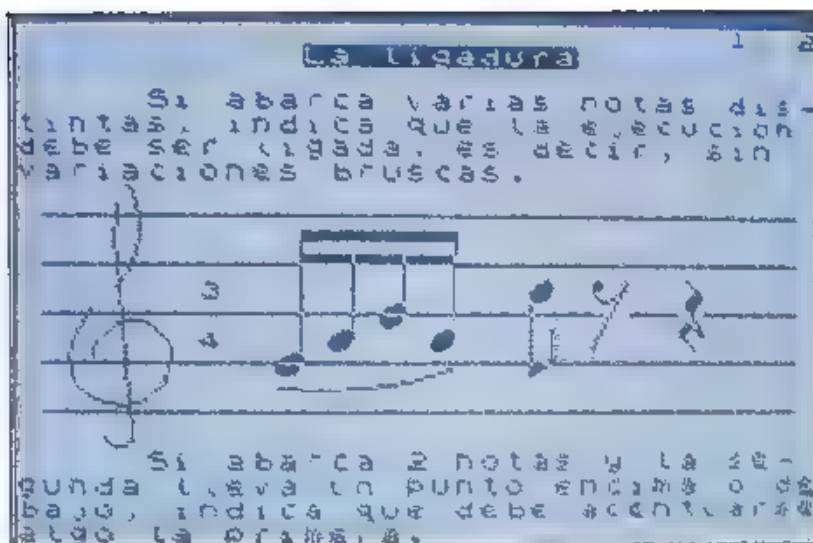 La ligadura
1
Si abarca varias notas dis-
tintas, indica que la ejecucion
debe ser ligada, es decir, sin
variaciones bruscas.
3
4
Si abarca 2 notas y la se-
gunda lleva un punto encima o de
bajo, indica que debe acentuarse
algo la primera.